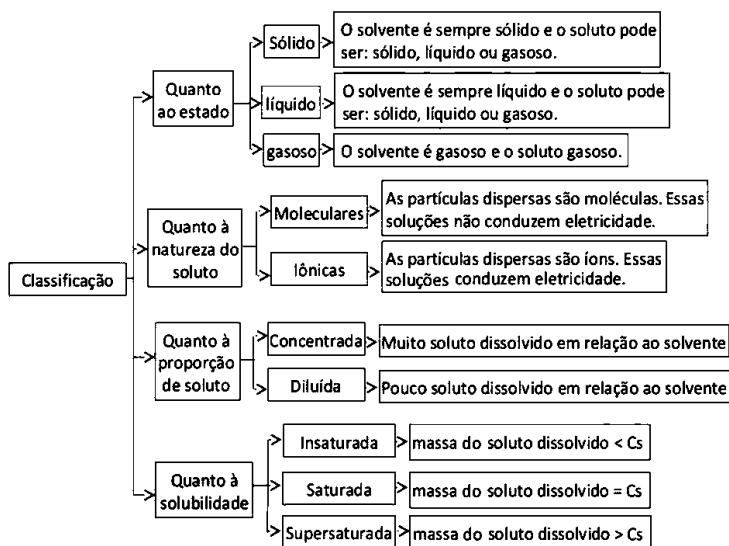 Classificação
Quanto
ao estado
Sólido
O solvente é sempre sólido e o soluto pode
ser: sólido, líquido ou gasoso.
líquido
O solvente é sempre líquido e o soluto pode
ser: sólido, líquido ou gasoso.
gasoso
O solvente é gasoso e o soluto gasoso.
Quanto à
natureza do
soluto
Moleculares
As partículas dispersas são moléculas. Essas
soluções não conduzem eletricidade.
Iônicas
As partículas dispersas são íons. Essas
soluções conduzem eletricidade.
Quanto à
proporção
de soluto
Concentrada
Muito soluto dissolvido em relação ao solvente
Diluída
Pouco soluto dissolvido em relação ao solvente
Quanto à
solubilidade
Insaturada
massa do soluto dissolvido < Cs
Saturada
massa do soluto dissolvido = Cs
Supersaturada
massa do soluto dissolvido > Cs